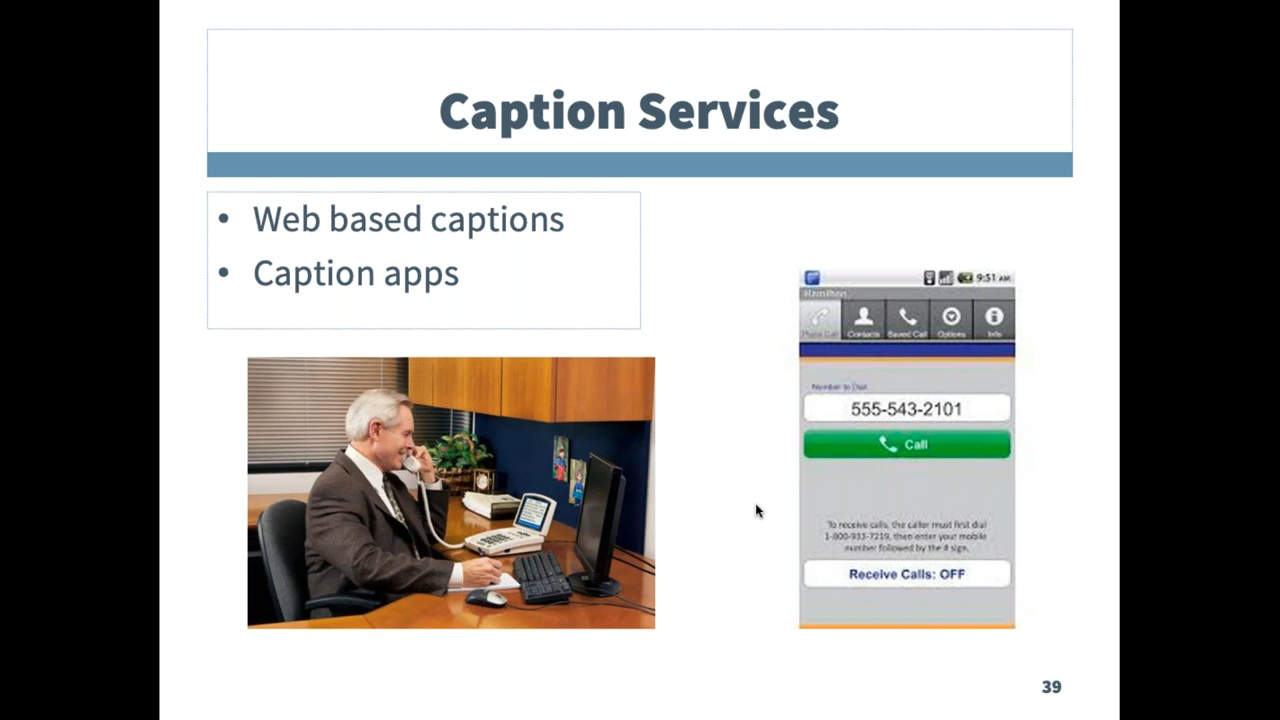 Caption Services
• Web based captions
• Caption apps
9:51 AM
Hamilton
Contacts
Saved Call
Options
Info
Number to Dial
555-543-2101
Call
To receive calls, the caller must first dial
1-800-933-7219, then enter your mobile
number followed by the # sign.
Receive Calls: OFF
39